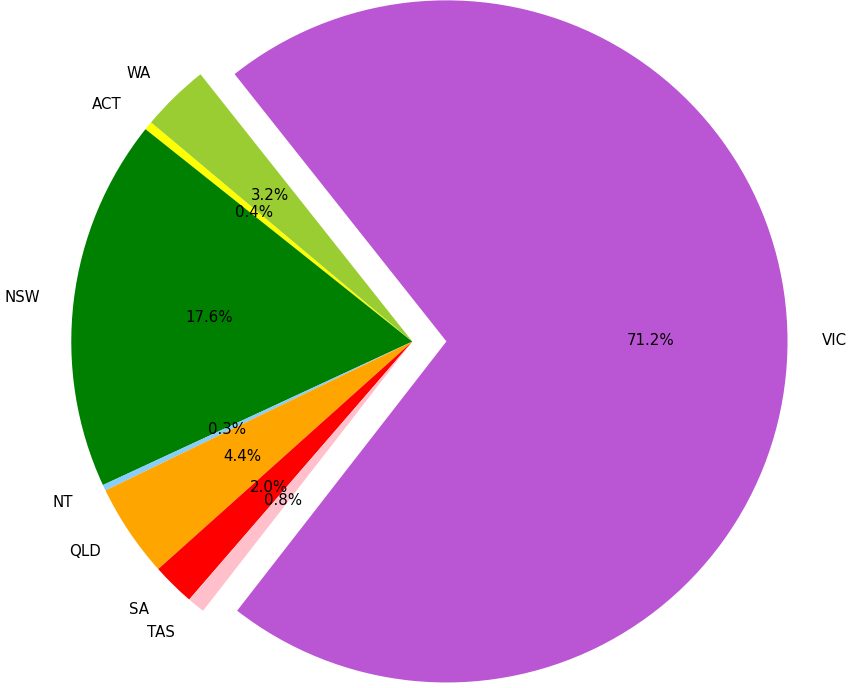 WA
ACT
3.2%
0.4%
NSW
17.6%
71.2%
VIC
0.3%
4.4%
2.0%
0.8%
NT
QLD
SA
TAS